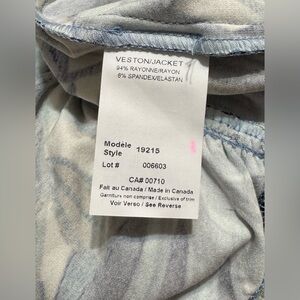 VESTON/JACKET
94% RAYONNE/RAYON
6% SPANDEX/ELASTAN
Modèle
Style 19215
Lot # 006603
CA# 00710
Fait au Canada / Made in Canada
Garniture non comprise / Exclusive of trim
Voir Verso / See Reverse